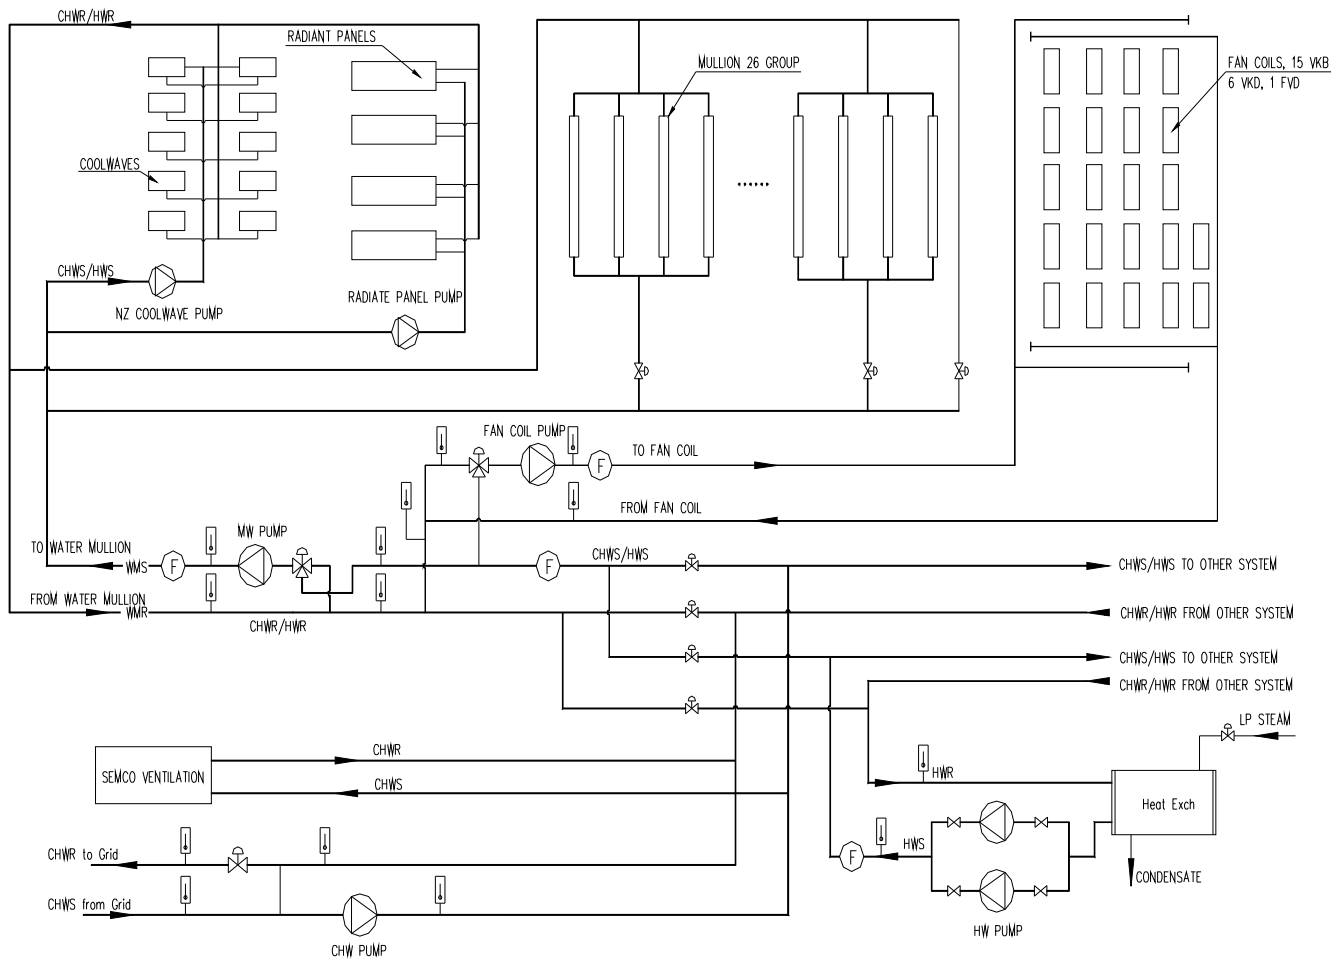 CHWR/HWR
RADIANT PANELS
MULLION 26 GROUP
FAN COILS, 15 VKB
6 VKD, 1 FVD
COOLWAVES
CHWS/HWS
NZ COOLWAVE PUMP
RADIATE PANEL PUMP
FAN COIL PUMP
TO FAN COIL
F
FROM FAN COIL
MW PUMP
TO WATER MULLION
WMS
F
F
CHWS/HWS
CHWS/HWS TO OTHER SYSTEM
FROM WATER MULLION
WMR
CHWR/HWR
CHWR/HWR FROM OTHER SYSTEM
CHWS/HWS TO OTHER SYSTEM
CHWR/HWR FROM OTHER SYSTEM
LP STEAM
SEMCO VENTILATION
CHWR
CHWS
HWR
Heat Exch
HWS
F
CONDENSATE
HW PUMP
CHWR to Grid
CHWS from Grid
CHW PUMP